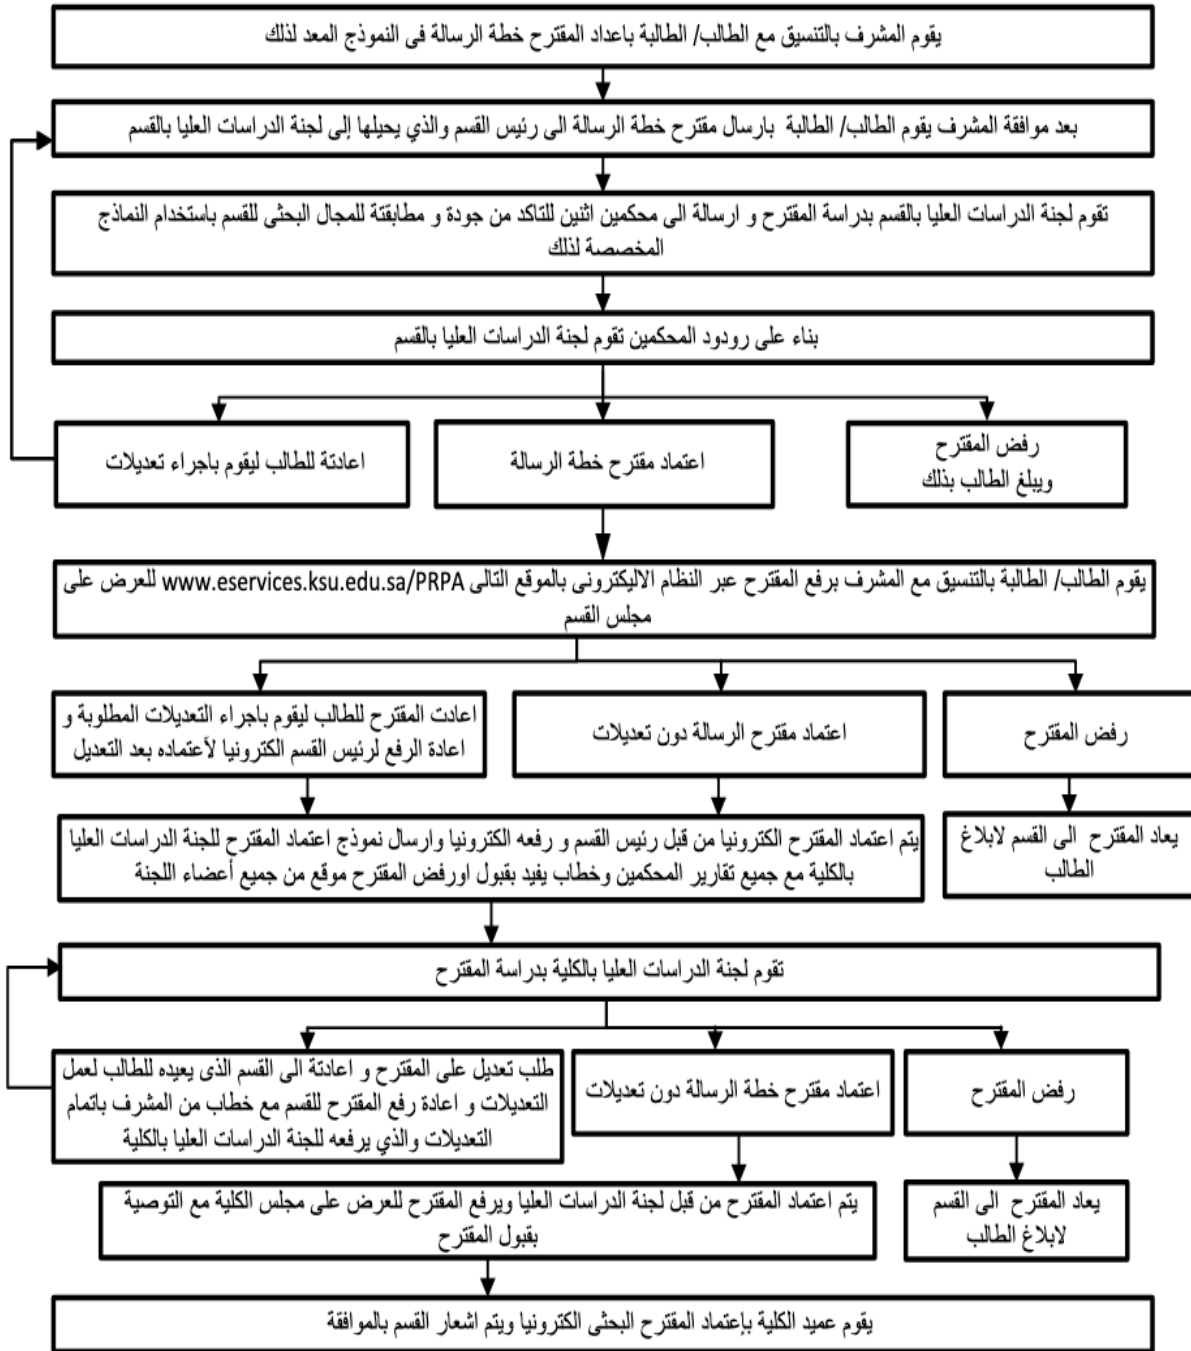 يقوم المشرف بالتنسيق مع الطالب/ الطالبة باعداد المقترح خطة الرسالة فى النموذج المعد لذلك
بعد موافقة المشرف يقوم الطالب/ الطالبة بارسال مقترح خطة الرسالة الى رئيس القسم والذي يحيلها إلى لجنة الدراسات العليا بالقسم
تقوم لجنة الدراسات العليا بالقسم بدراسة المقترح و ارسالة الى محكمين اثنين للتاكد من جودة و مطابقتة للمجال البحثى للقسم باستخدام النماذج
المخصصة لذلك
بناء على رودود المحكمين تقوم لجنة الدراسات العليا بالقسم
رفض المقترح
ويبلغ الطالب بذلك
اعتماد مقترح خطة الرسالة
اعادتة للطالب ليقوم باجراء تعديلات
يقوم الطالب/ الطالبة بالتنسيق مع المشرف برفع المقترح عبر النظام الاليكترونى بالموقع التالى www.eservices.ksu.edu.sa/PRPA للعرض على
مجلس القسم
رفض المقترح
اعتماد مقترح الرسالة دون تعديلات
اعادت المقترح للطالب ليقوم باجراء التعديلات المطلوبة و
اعادة الرفع لرئيس القسم الكترونيا لآعتماده بعد التعديل
يعاد المقترح الى القسم لابلاغ
الطالب
يتم اعتماد المقترح الكترونيا من قبل رئيس القسم و رفعه الكترونيا وارسال نموذج اعتماد المقترح للجنة الدراسات العليا
بالكلية مع جميع تقارير المحكمين وخطاب يفيد بقبول اورفض المقترح موقع من جميع أعضاء اللجنة
تقوم لجنة الدراسات العليا بالكلية بدراسة المقترح
رفض المقترح
اعتماد مقترح خطة الرسالة دون تعديلات
طلب تعديل على المقترح و اعادتة الى القسم الذى يعيده للطالب لعمل
التعديلات و اعادة رفع المقترح للقسم مع خطاب من المشرف باتمام
التعديلات والذي يرفعه للجنة الدراسات العليا بالكلية
يعاد المقترح الى القسم
لابلاغ الطالب
يتم اعتماد المقترح من قبل لجنة الدراسات العليا ويرفع المقترح للعرض على مجلس الكلية مع التوصية
بقبول المقترح
يقوم عميد الكلية بإعتماد المقترح البحثى الكترونيا ويتم اشعار القسم بالموافقة